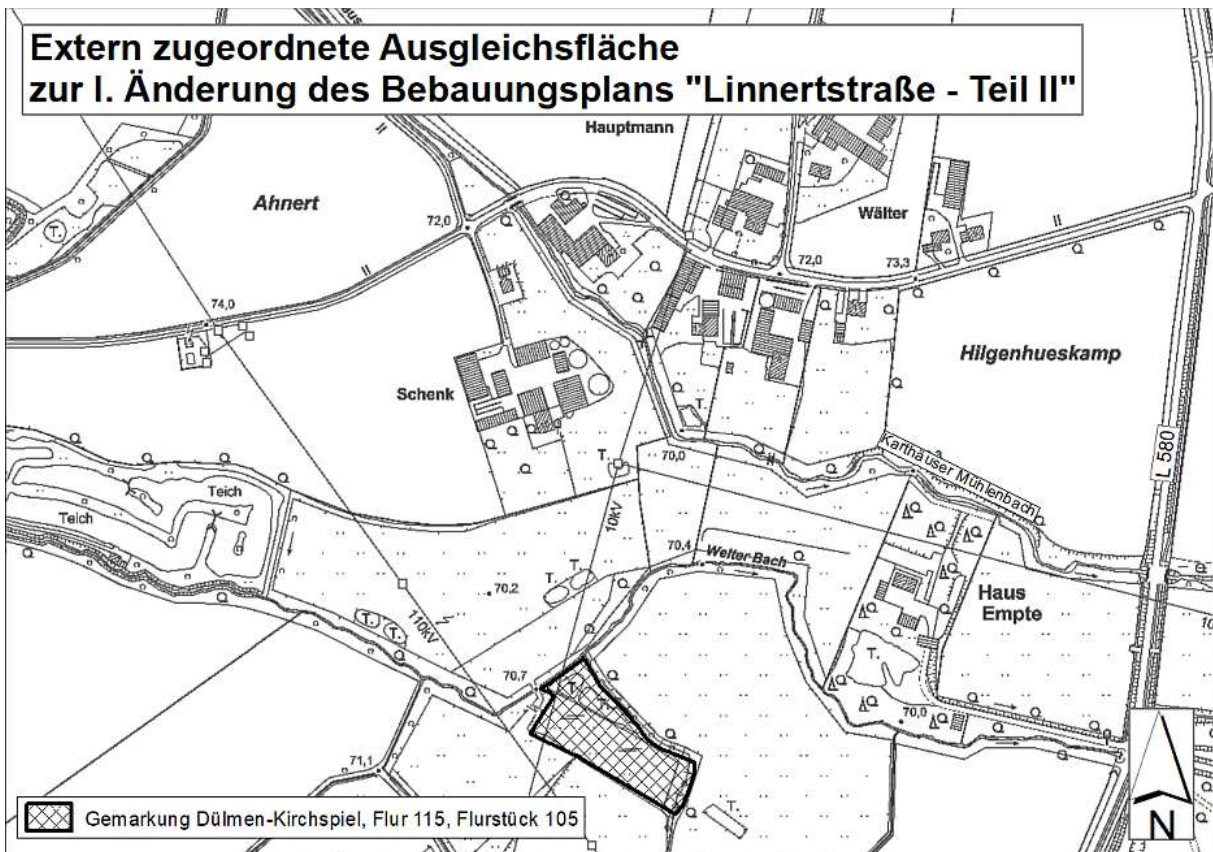 Extern zugeordnete Ausgleichsfläche
zur I. Änderung des Bebauungsplans "Linnertstraße - Teil II"
Hauptmann
Ahnert
Wälter
T.
72,0
72,0
73,3
74,0
Hilgenhueskamp
Schenk
T.
L 580
Karthäuser Mühlenbach
T.
70,0
Teich
Teich
10kV
70,4
Welter Bach
T.
T.
70,2
Haus
Empte
T.
T.
110kV
T.
70,7
T.
70,0
71,1
T.
Gemarkung Dülmen-Kirchspiel, Flur 115, Flurstück 105
N